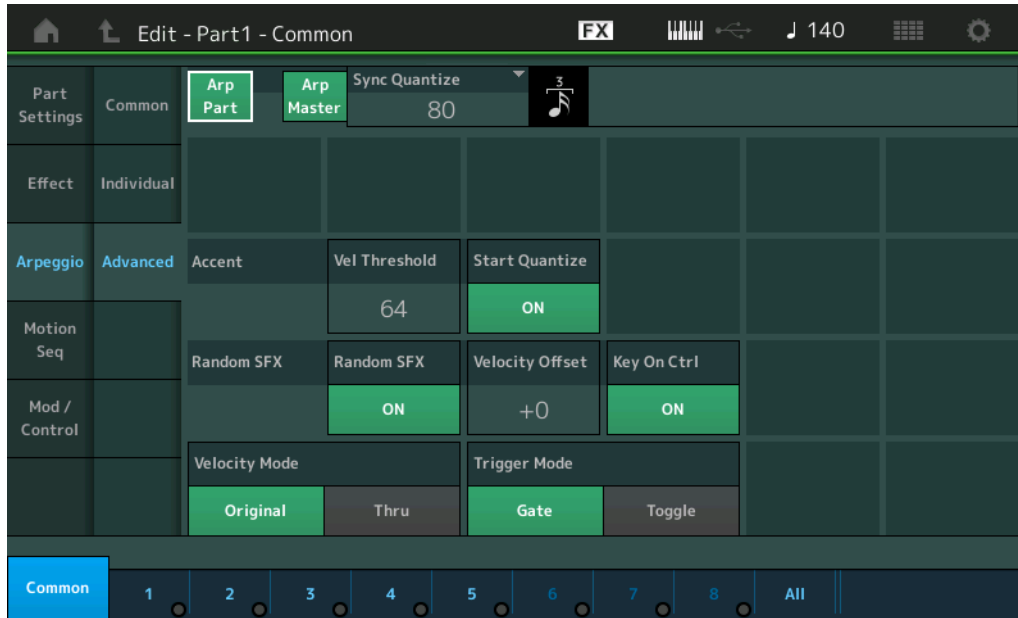 Edit - Part1 - Common
FX
140
Part
Settings
Common
Arp
Part
Arp
Master
Sync Quantize
80
3
Effect
Individual
Arpeggio
Advanced
Accent
Vel Threshold
Start Quantize
64
ON
Motion
Seq
Random SFX
Random SFX
Velocity Offset
Key On Ctrl
ON
+0
ON
Mod /
Control
Velocity Mode
Trigger Mode
Original
Thru
Gate
Toggle
Common
1
2
3
4
5
6
7
8
All